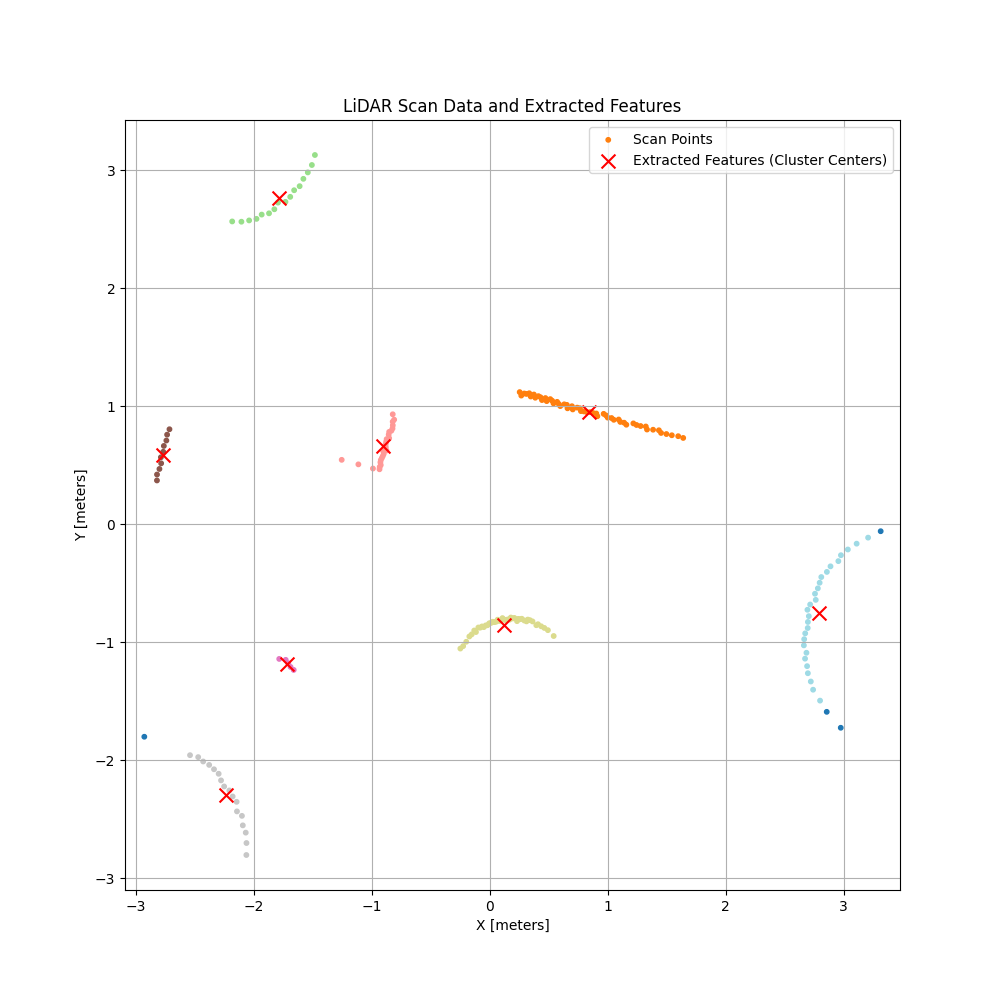 LiDAR Scan Data and Extracted Features
Scan Points
Extracted Features (Cluster Centers)
3
2
1
0
−1
−2
−3
Y [meters]
−3 −2 −1 0 1 2 3
X [meters]